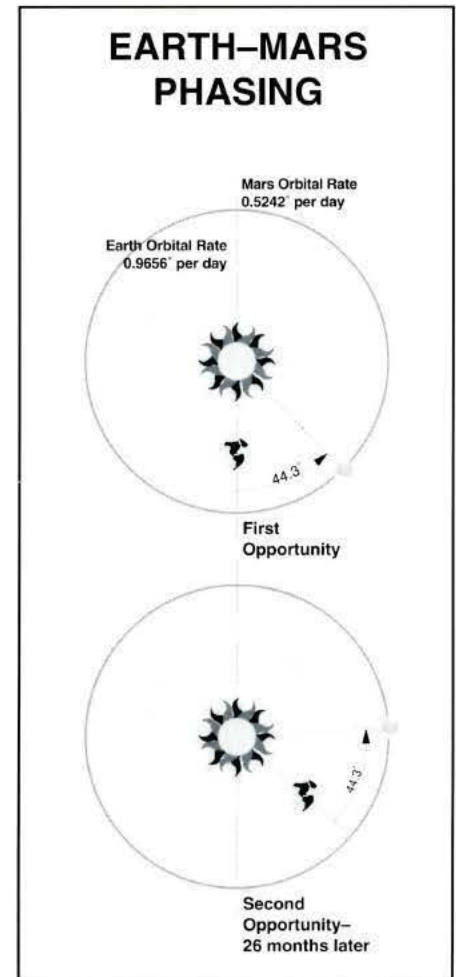 EARTH–MARS
PHASING
Mars Orbital Rate
0.5242° per day
Earth Orbital Rate
0.9656° per day
44.3°
First
Opportunity
44.3°
Second
Opportunity–
26 months later